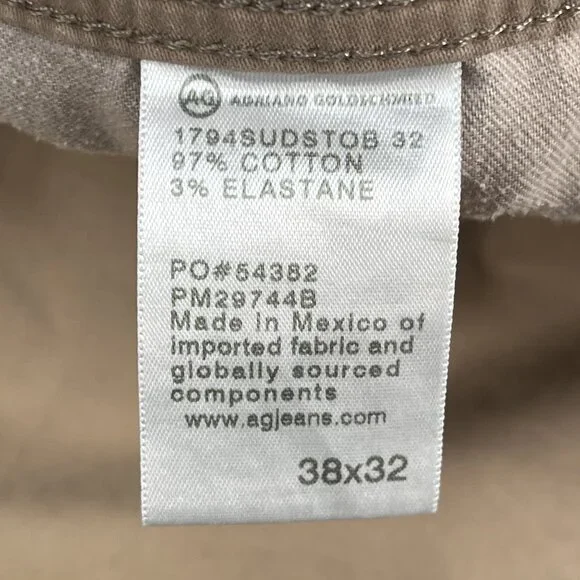 AG ADRIANO GOLDSCHMIED
1794SUDSTOB 32
97% COTTON
3% ELASTANE
PO#54382
PM29744B
Made in Mexico of
imported fabric and
globally sourced
components
www.agjeans.com
38x32